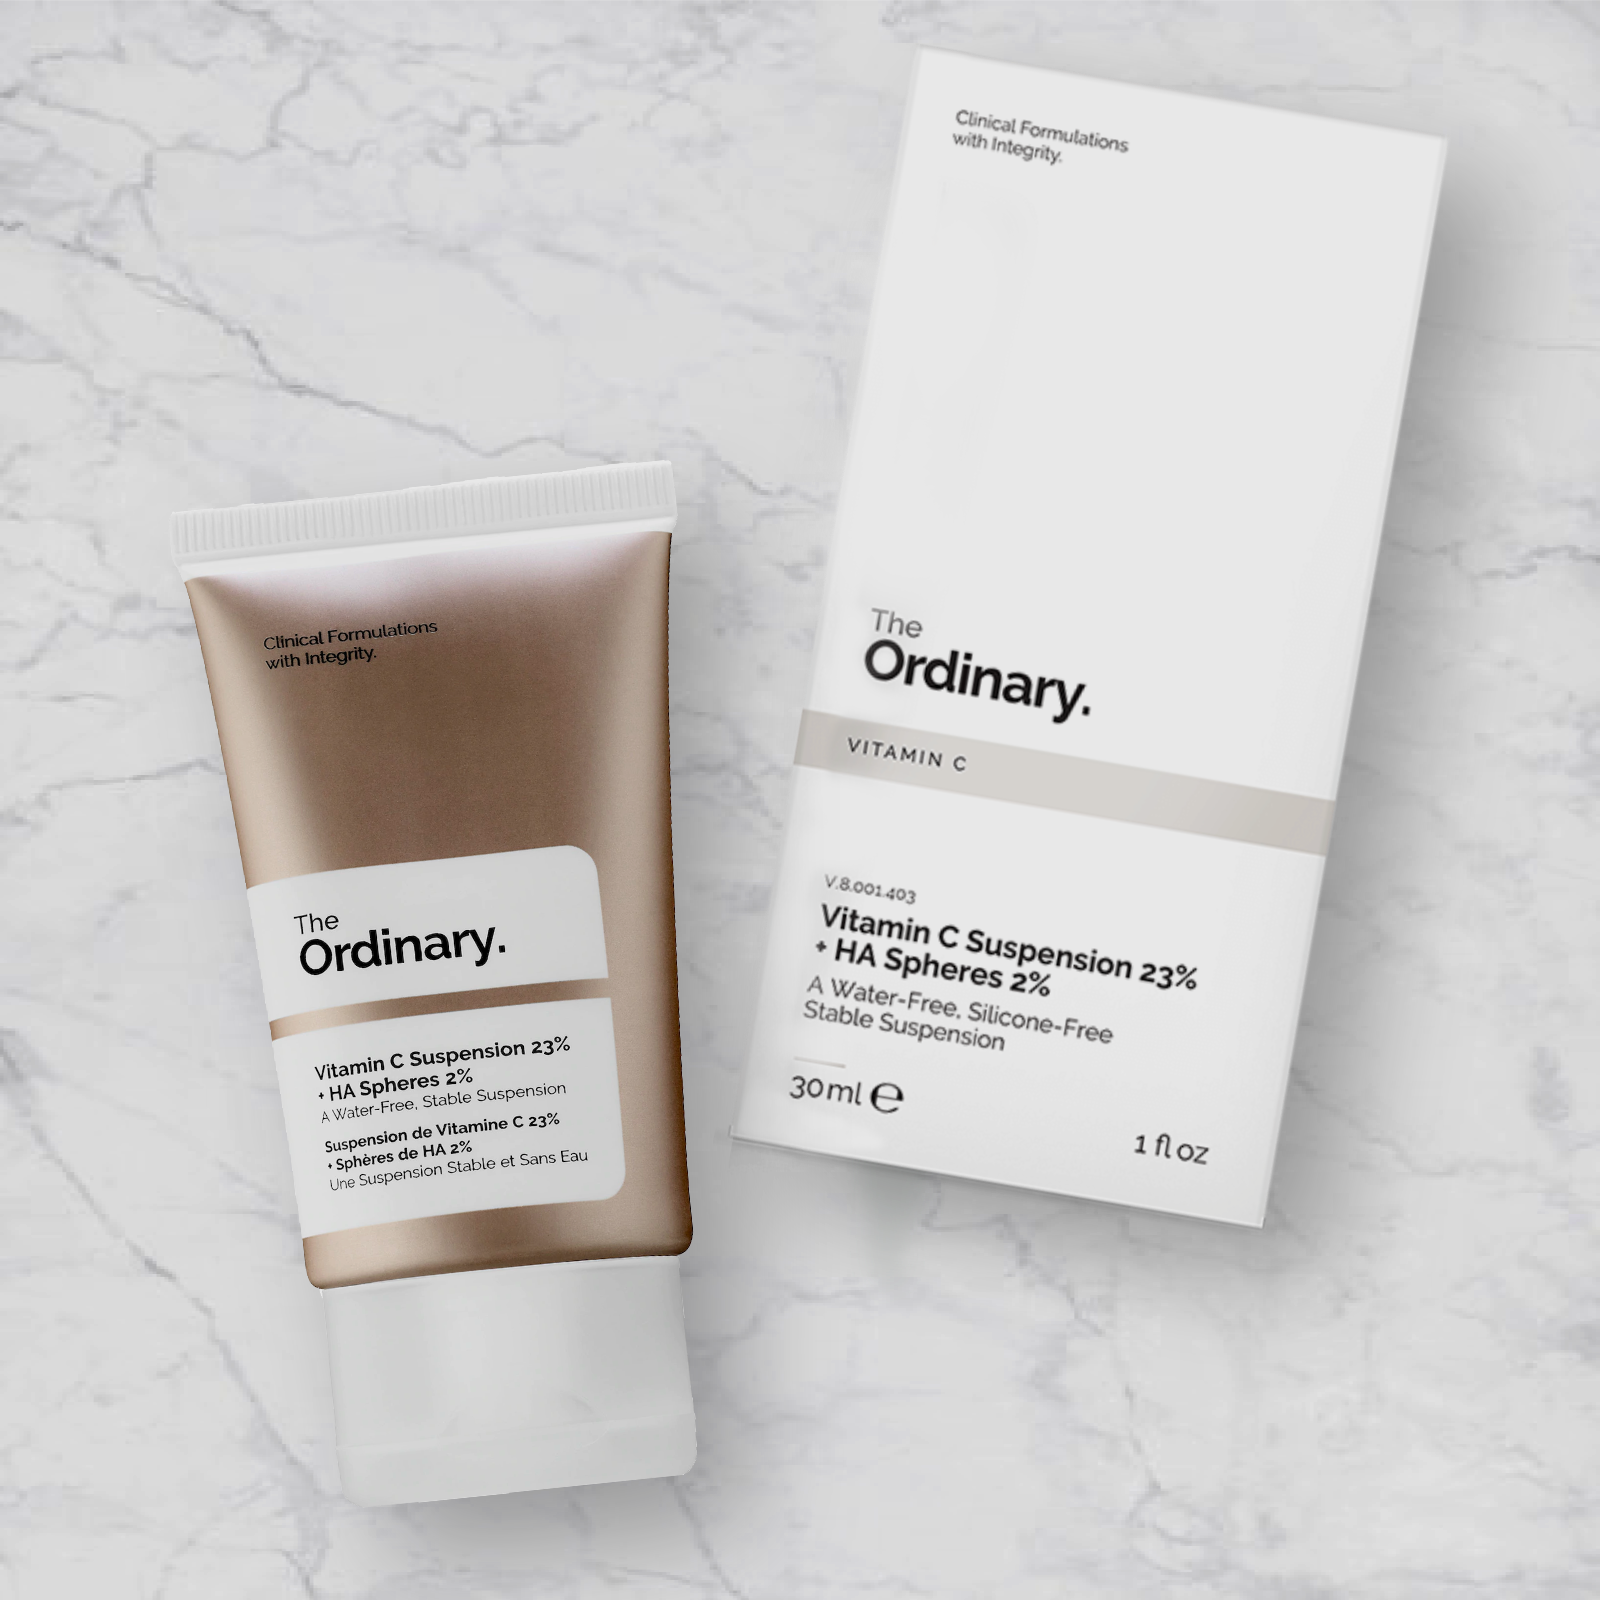 Clinical Formulations
with Integrity.
The
Ordinary.
Vitamin C Suspension 23%
+ HA Spheres 2%
A Water-Free, Stable Suspension
Suspension de Vitamine C 23%
+ Sphères de HA 2%
Une Suspension Stable et Sans Eau
Clinical Formulations
with Integrity.
The
Ordinary.
VITAMIN C
V.8.001.403
Vitamin C Suspension 23%
+ HA Spheres 2%
A Water-Free, Silicone-Free
Stable Suspension
30ml ℮
1 fl oz